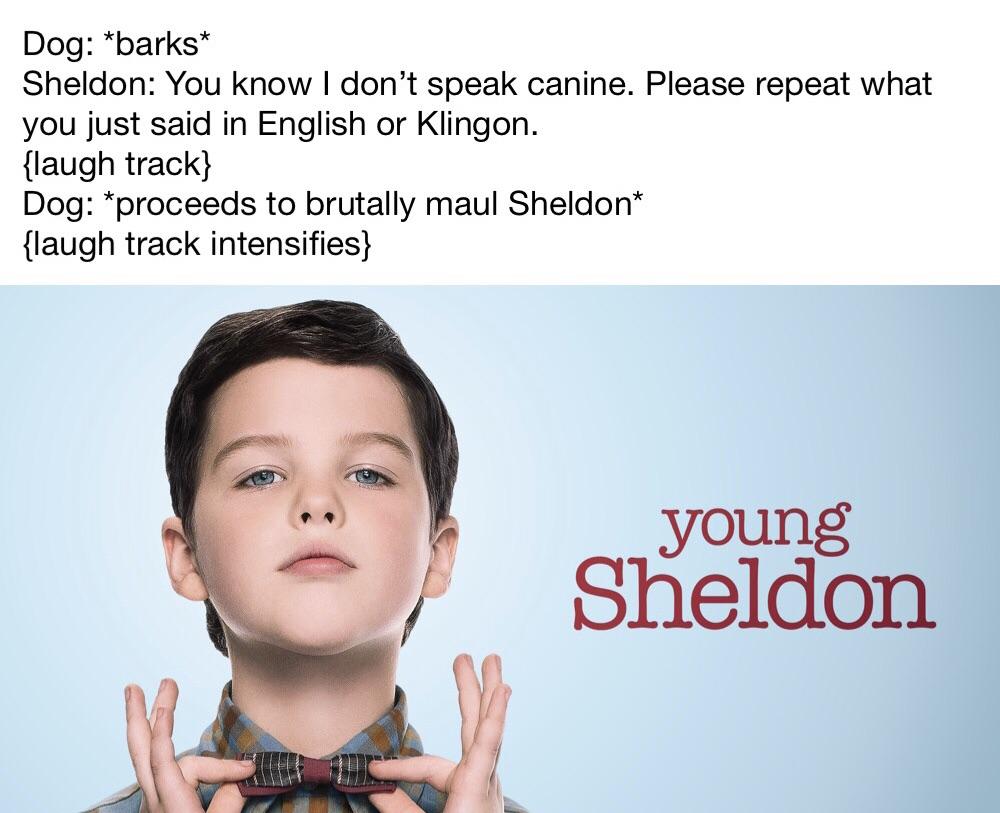 Dog: *barks*
Sheldon: You know I don’t speak canine. Please repeat what
you just said in English or Klingon.
{laugh track}
Dog: *proceeds to brutally maul Sheldon*
{laugh track intensifies}
young
Sheldon